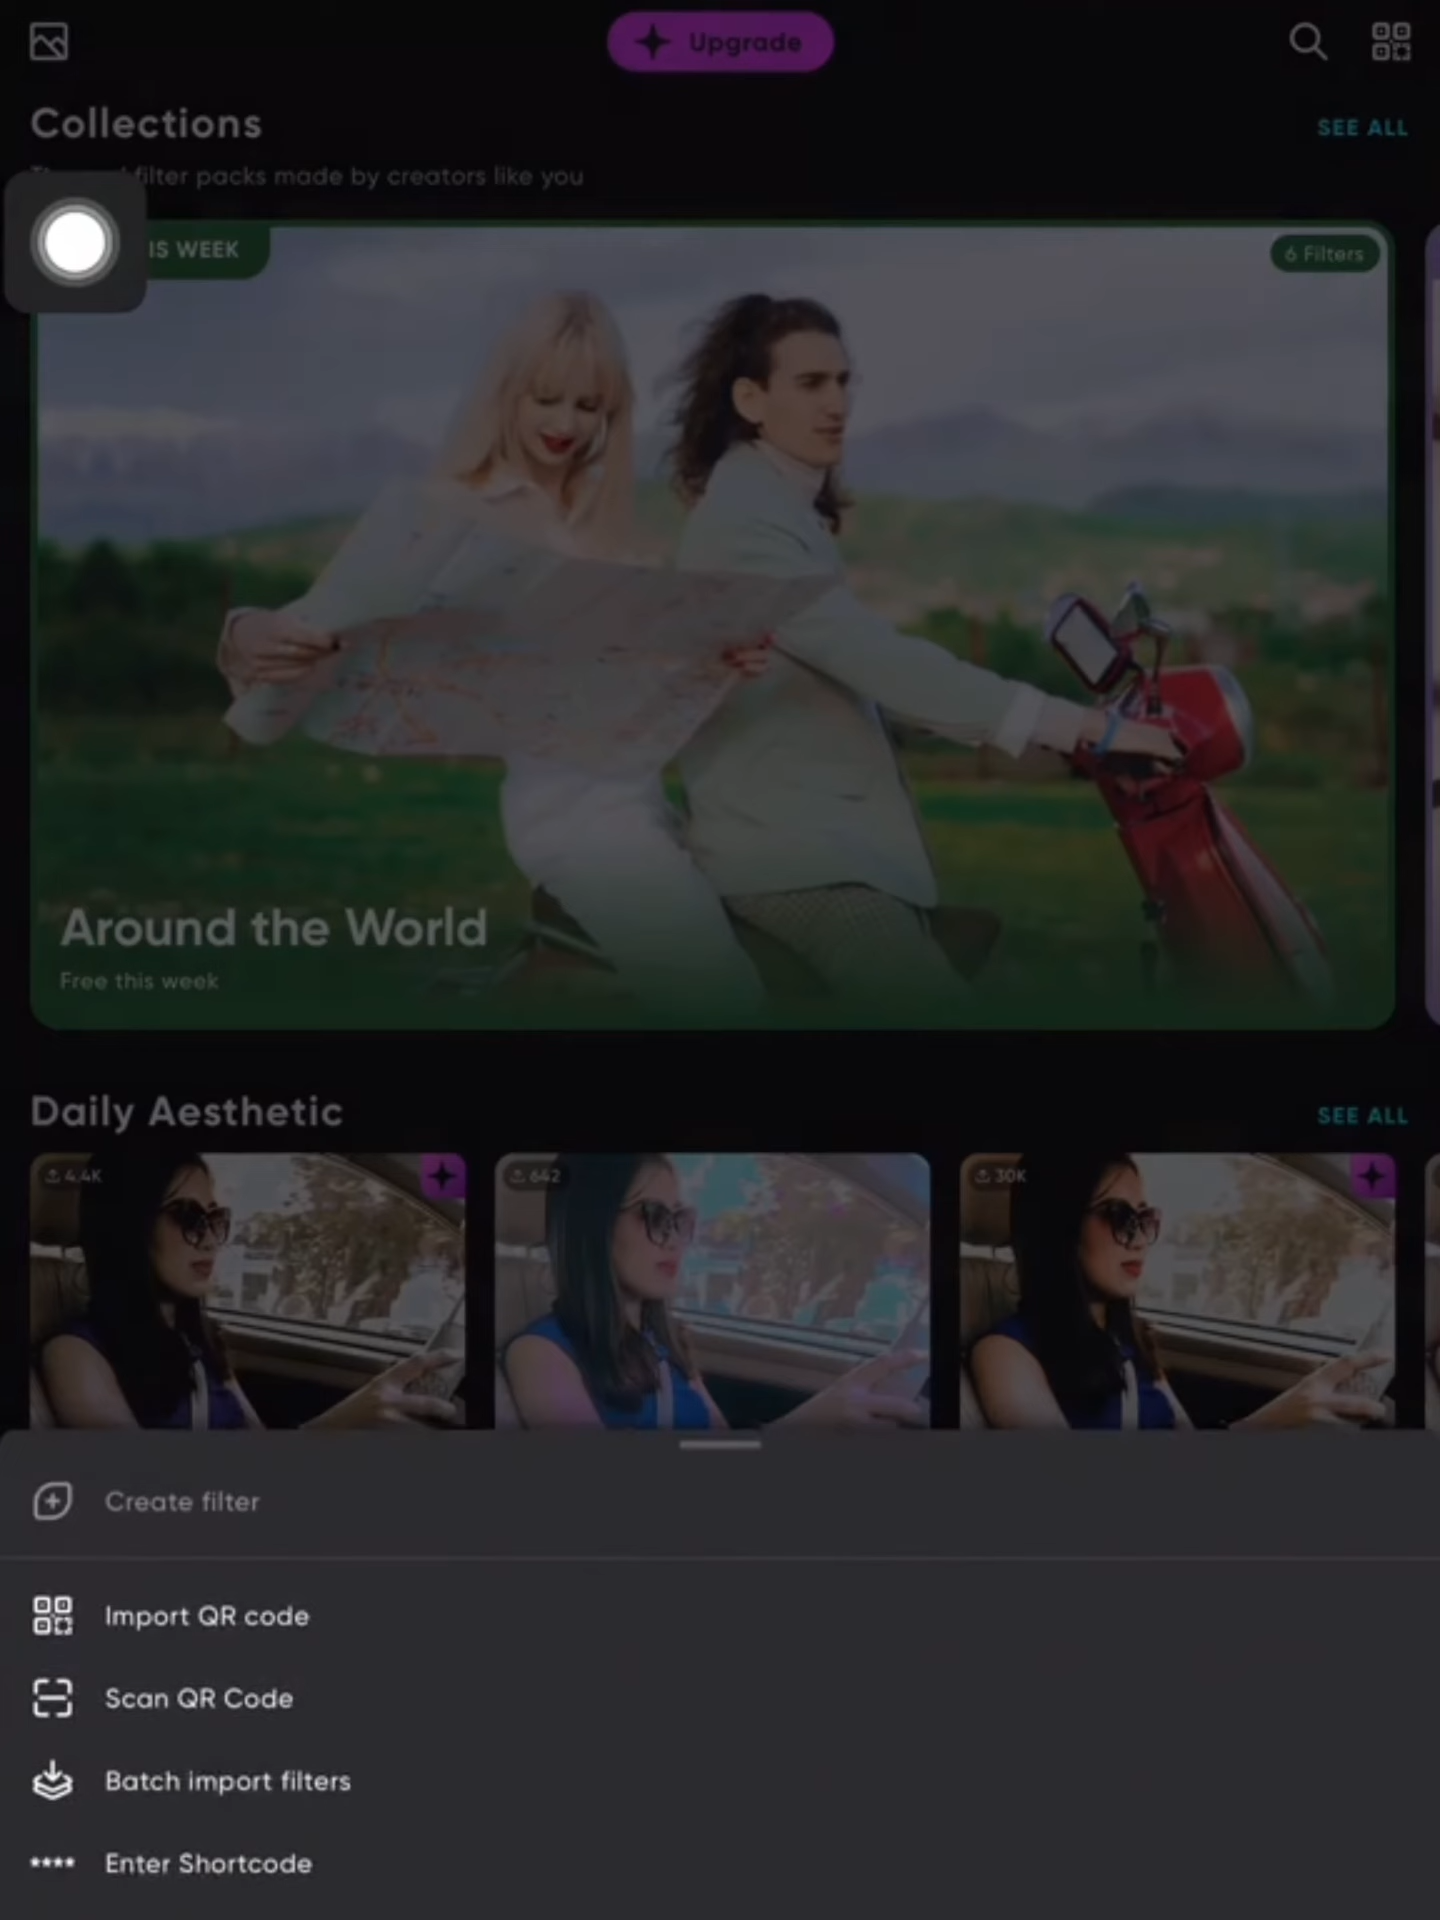 Upgrade
Collections
SEE ALL
filter packs made by creators like you
IS WEEK
6 Filters
Around the World
Free this week
Daily Aesthetic
SEE ALL
4.4K
642
30K
Create filter
Import QR code
Scan QR Code
Batch import filters
**** Enter Shortcode